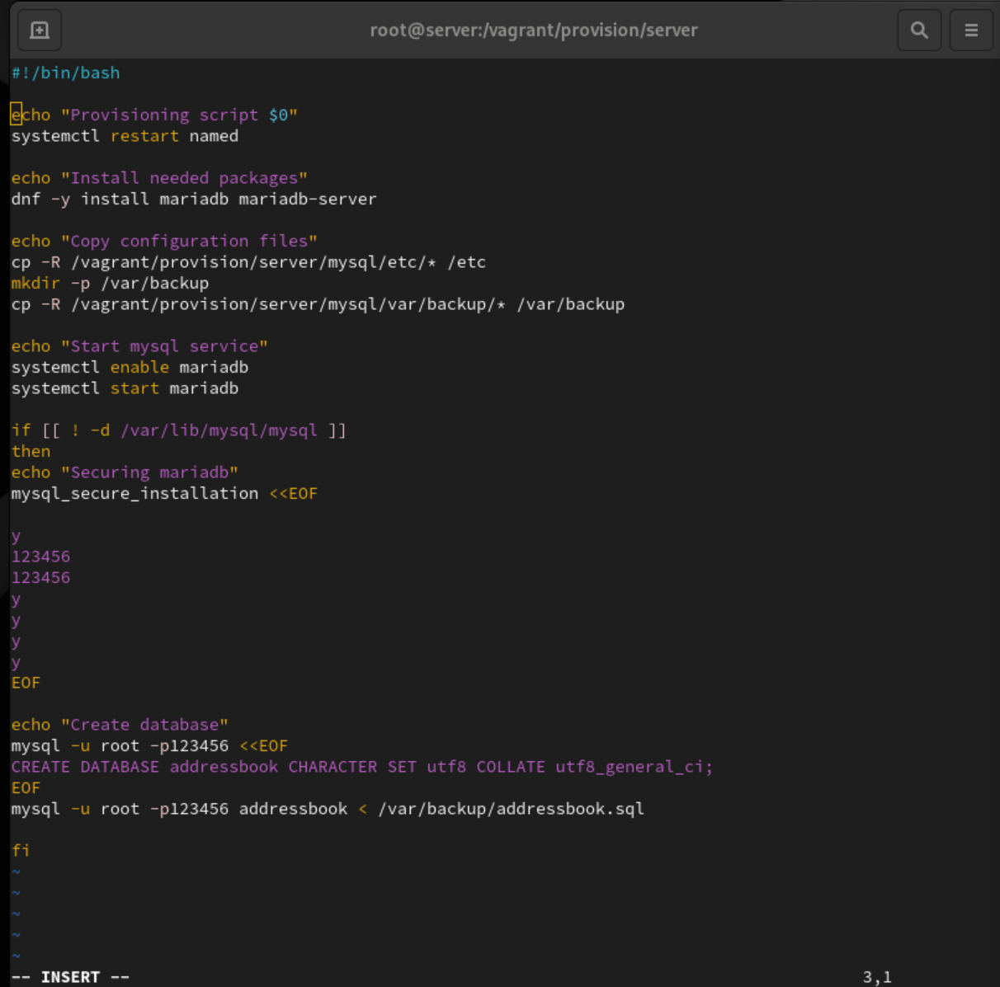 root@server:/vagrant/provision/server
#!/bin/bash
echo "Provisioning script $0"
systemctl restart named
echo "Install needed packages"
dnf -y install mariadb mariadb-server
echo "Copy configuration files"
cp -R /vagrant/provision/server/mysql/etc/* /etc
mkdir -p /var/backup
cp -R /vagrant/provision/server/mysql/var/backup/* /var/backup
echo "Start mysql service"
systemctl enable mariadb
systemctl start mariadb
if [[ ! -d /var/lib/mysql/mysql ]]
then
echo "Securing mariadb"
mysql_secure_installation <<EOF
y
123456
123456
y
y
y
y
EOF
echo "Create database"
mysql -u root -p123456 <<EOF
CREATE DATABASE addressbook CHARACTER SET utf8 COLLATE utf8_general_ci;
EOF
mysql -u root -p123456 addressbook < /var/backup/addressbook.sql
fi
~
~
~
~
~
-- INSERT -- 3,1